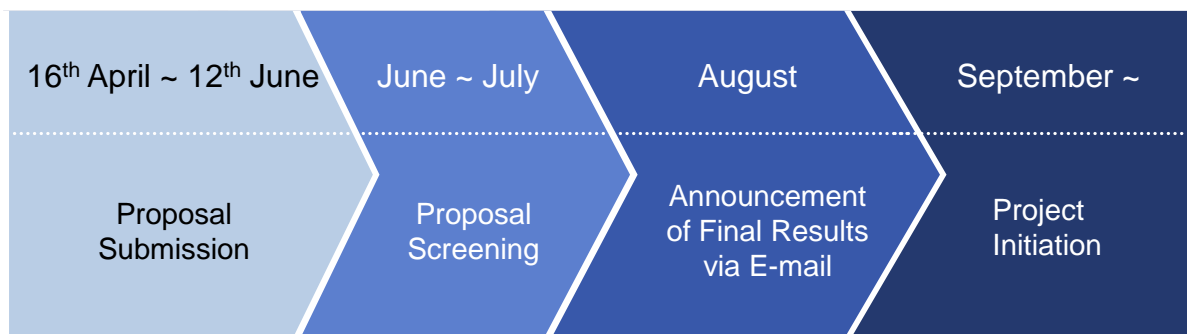 16th April ~ 12th June
June ~ July
August
September ~
Proposal
Submission
Proposal
Screening
Announcement
of Final Results
via E-mail
Project
Initiation